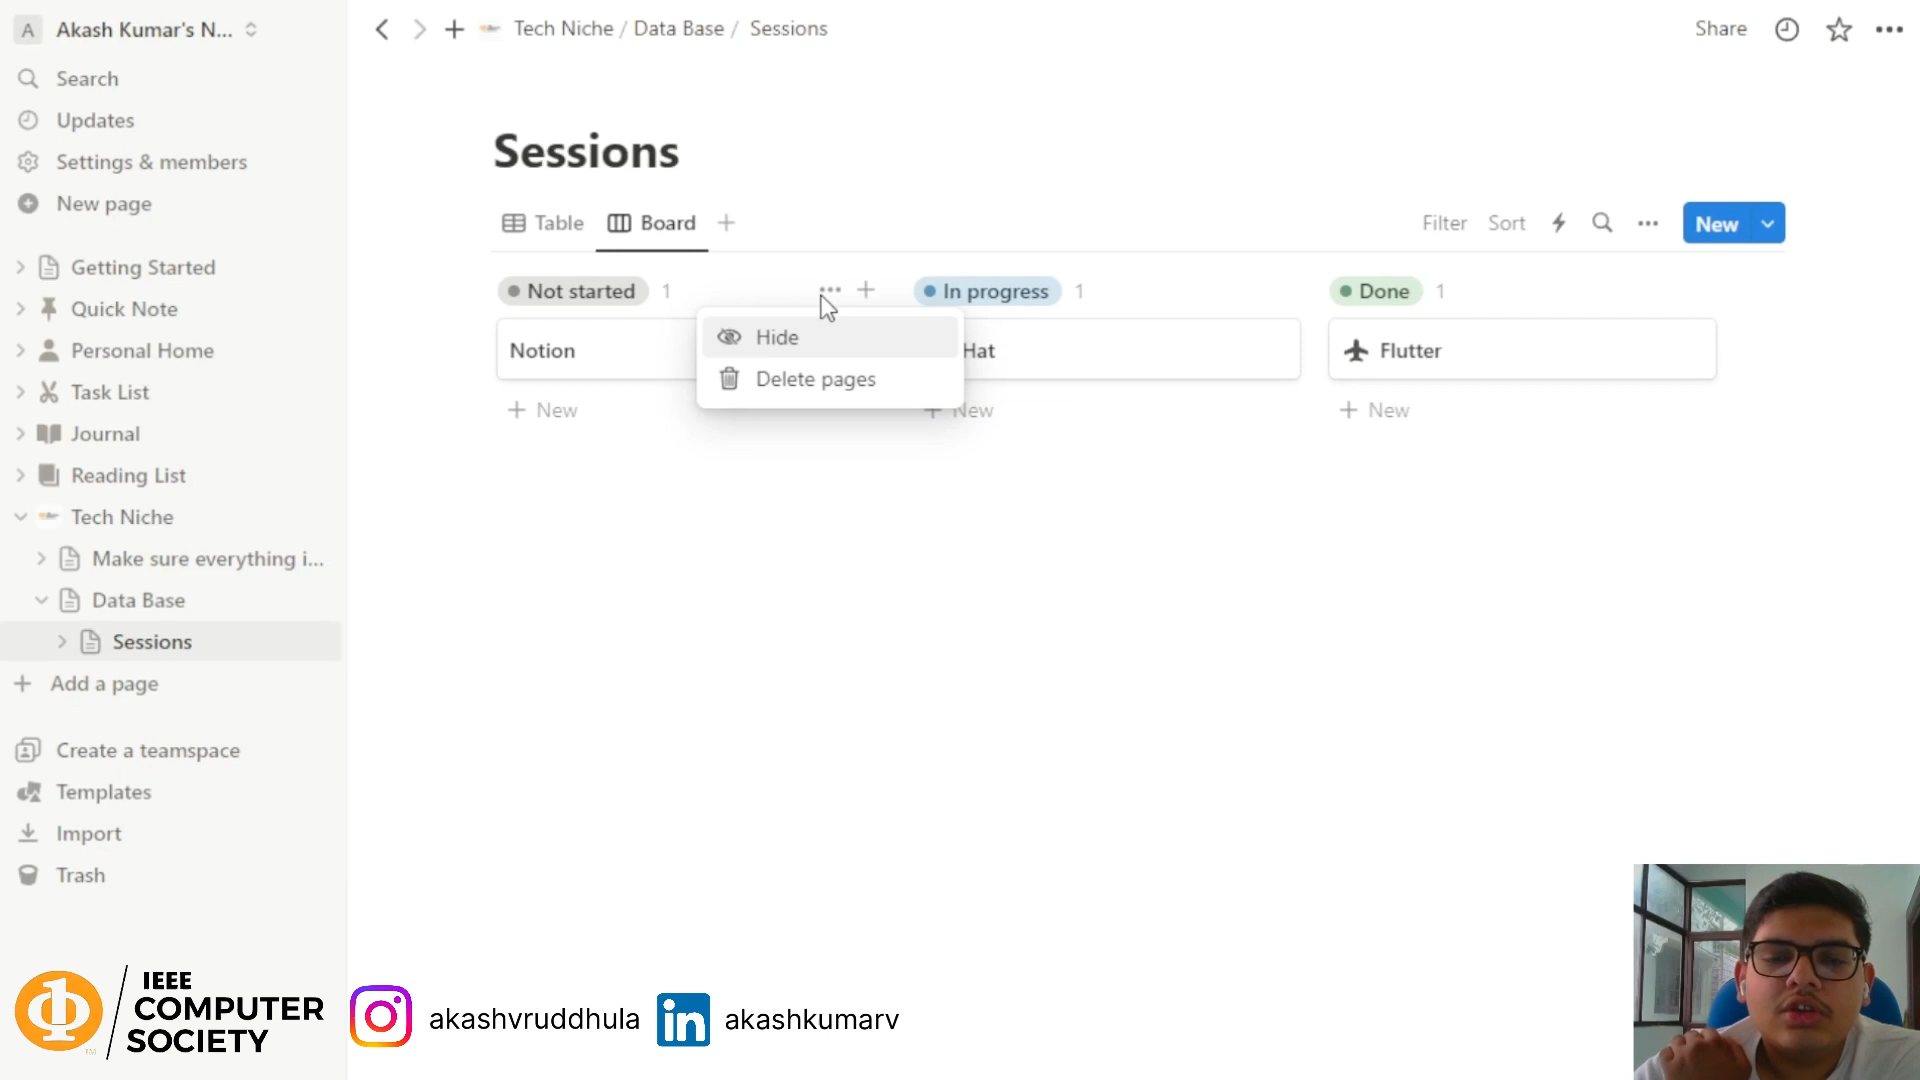 A Akash Kumar's N...
Search
Updates
Settings & members
New page
Getting Started
Quick Note
Personal Home
Task List
Journal
Reading List
Tech Niche
Make sure everything i...
Data Base
Sessions
Add a page
Create a teamspace
Templates
Import
Trash
Tech Niche / Data Base / Sessions
Share
Sessions
Table Board
Filter Sort New
Not started 1 In progress 1 Done 1
Hide
Delete pages
Notion Hat Flutter
New New New
IEEE
COMPUTER
SOCIETY
TM
akashvruddhula in akashkumarv